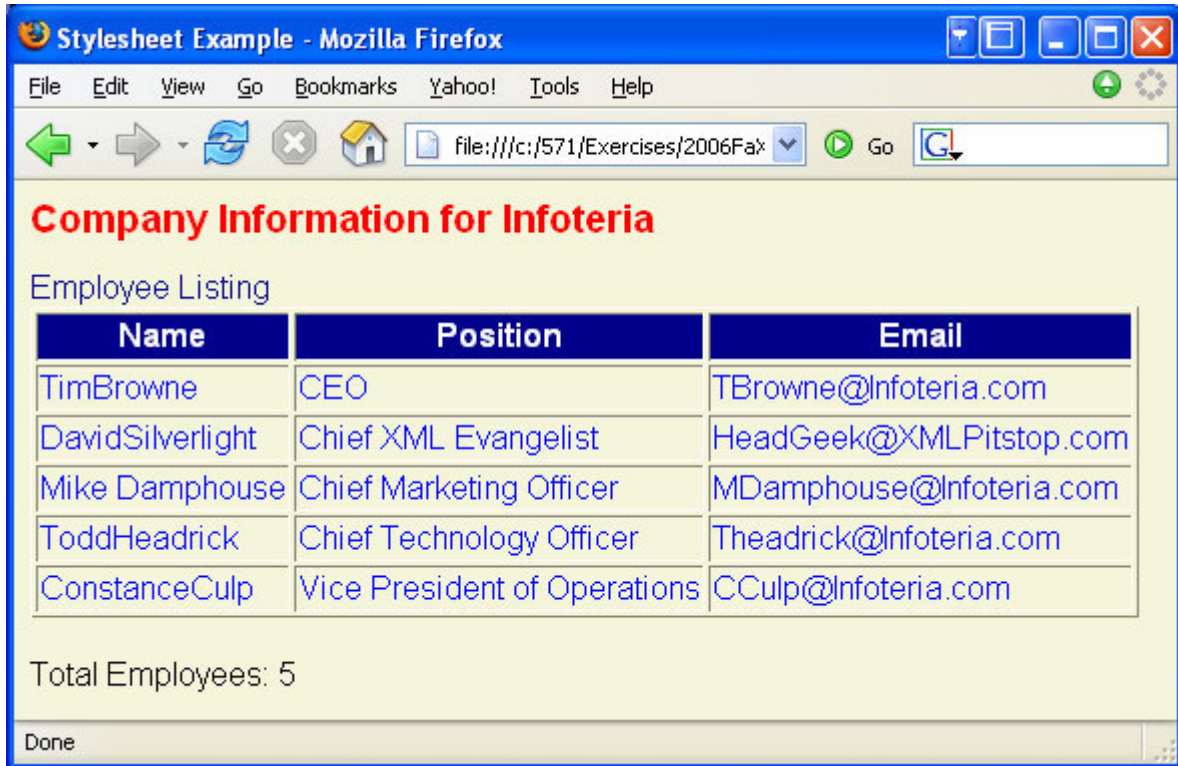 Stylesheet Example - Mozilla Firefox
File Edit View Go Bookmarks Yahoo! Tools Help
file:///c:/571/Exercises/2006FaX Go G
Company Information for Infoteria
Employee Listing
Name Position Email
TimBrowne CEO TBrowne@Infoteria.com
DavidSilverlight Chief XML Evangelist HeadGeek@XMLPitstop.com
Mike Damphouse Chief Marketing Officer MDamphouse@Infoteria.com
ToddHeadrick Chief Technology Officer Theadrick@Infoteria.com
ConstanceCulp Vice President of Operations CCulp@Infoteria.com
Total Employees: 5
Done